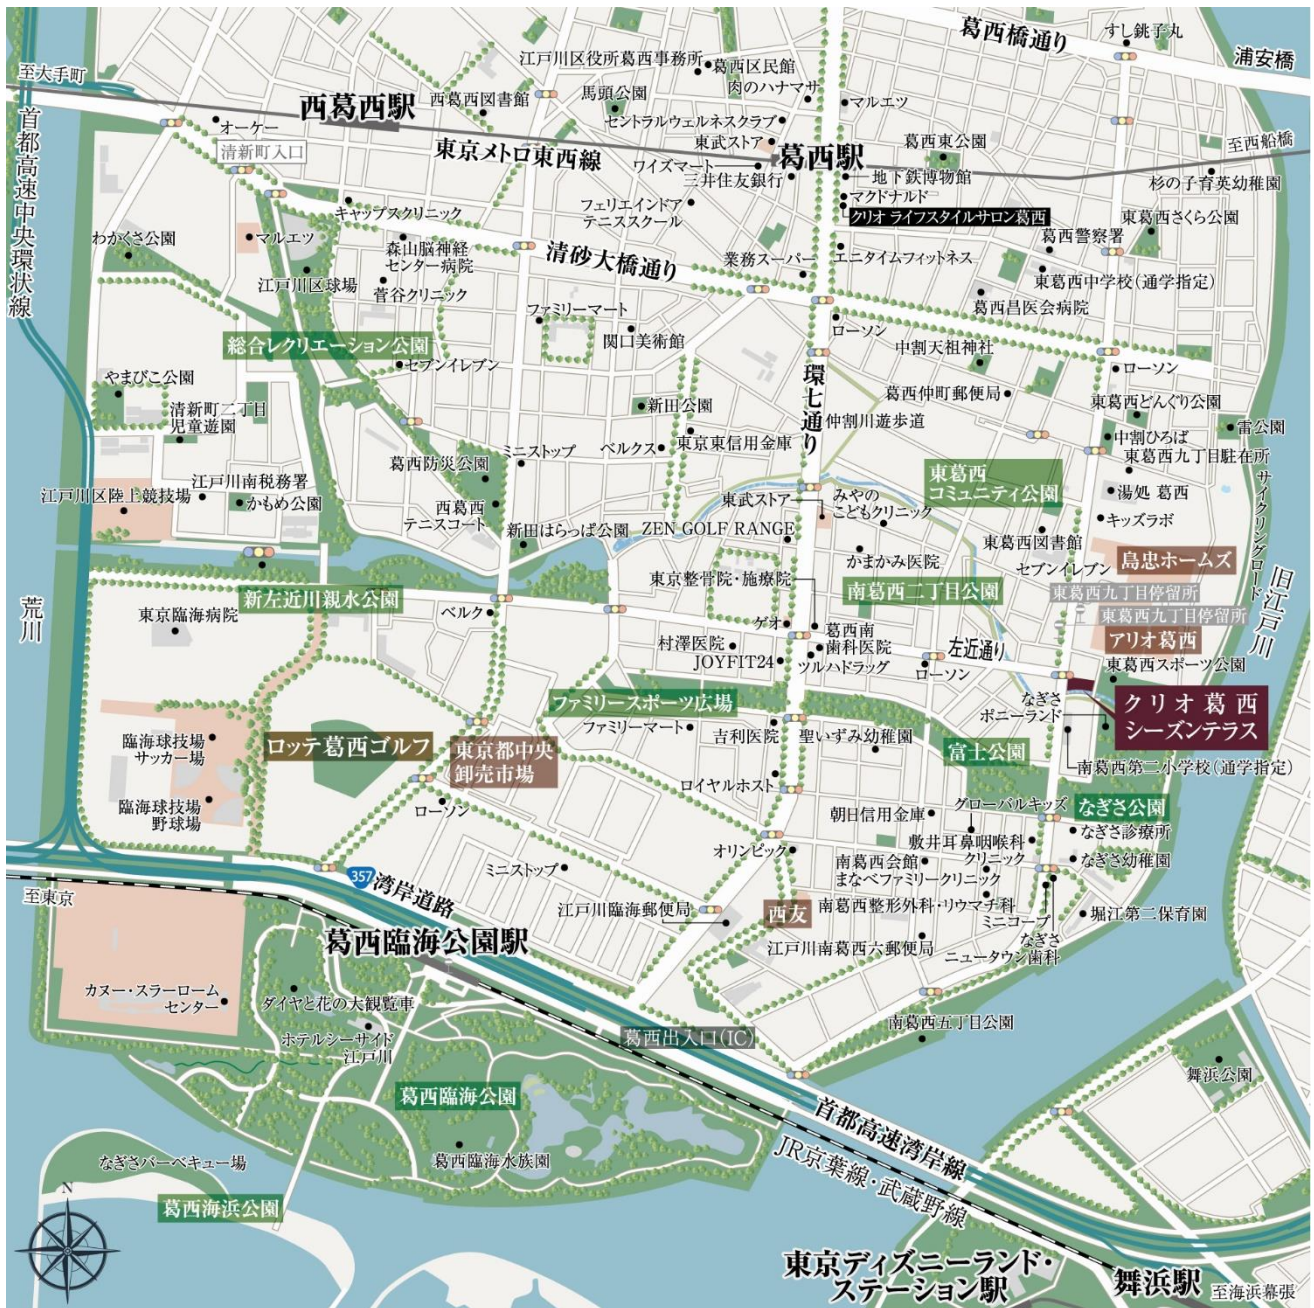 葛西橋通り
すし銚子丸
浦安橋
至大手町
江戸川区役所葛西事務所
葛西区民館
肉のハナマサ
西葛西駅
西葛西図書館
馬頭公園
マルエツ
首都高速中央環状線
オーケー
セントラルウェルネスクラブ
清新町入口
東京メトロ東西線
東武ストア
葛西駅
葛西東公園
至西船橋
ワイズマート
三井住友銀行
地下鉄博物館
杉の子育英幼稚園
キャップスクリニック
フェリエインドア
テニススクール
マクドナルド
クリオ ライフスタイルサロン葛西
東葛西さくら公園
わかくさ公園
マルエツ
森山脳神経
センター病院
清砂大橋通り
業務スーパー
エニタイムフィットネス
葛西警察署
東葛西中学校(通学指定)
江戸川区球場
菅谷クリニック
葛西昌医会病院
ファミリーマート
関口美術館
ローソン
総合レクリエーション公園
セブンイレブン
中割天祖神社
ローソン
環七通り
やまびこ公園
清新町二丁目
児童遊園
新田公園
葛西仲町郵便局
東葛西どんぐり公園
仲割川遊歩道
雷公園
ミニストップ
ベルクス
東京東信用金庫
中割ひろば
東葛西九丁目駐在所
葛西防災公園
東葛西
コミュニティ公園
江戸川南税務署
江戸川区陸上競技場
かもめ公園
西葛西
テニスコート
東武ストア
みやの
こどもクリニック
湯処 葛西
サイクリングロード
新田はらっぱ公園
ZEN GOLF RANGE
キッズラボ
東葛西図書館
かまかみ医院
セブンイレブン
島忠ホームズ
東京整骨院・施療院
南葛西二丁目公園
東葛西九丁目停留所
旧江戸川
荒川
新左近川親水公園
東葛西九丁目停留所
東京臨海病院
ベルク
ゲオ
葛西南
歯科医院
左近通り
アリオ葛西
村澤医院
JOYFIT24
ツルハドラッグ
ローソン
東葛西スポーツ公園
ファミリースポーツ広場
なぎさ
ポニーランド
クリオ葛西
シーズンテラス
ファミリーマート
吉利医院
聖いずみ幼稚園
臨海球技場
サッカー場
ロッテ葛西ゴルフ
東京都中央
卸売市場
富士公園
南葛西第二小学校(通学指定)
ロイヤルホスト
臨海球技場
野球場
ローソン
朝日信用金庫
グローバルキッズ
なぎさ公園
なぎさ診療所
敷井耳鼻咽喉科
クリニック
オリンピック
なぎさ幼稚園
357
湾岸道路
ミニストップ
南葛西会館
まなべファミリークリニック
至東京
江戸川臨海郵便局
西友
南葛西整形外科・リウマチ科
ミニコープ
堀江第二保育園
葛西臨海公園駅
江戸川南葛西六郵便局
なぎさ
ニュータウン歯科
カヌー・スラローム
センター
ダイヤと花の大観覧車
ホテルシーサイド
江戸川
葛西出入口(IC)
南葛西五丁目公園
葛西臨海公園
舞浜公園
首都高速湾岸線
なぎさバーベキュー場
葛西臨海水族園
JR京葉線・武蔵野線
N
葛西海浜公園
東京ディズニーランド・
ステーション駅
舞浜駅
至海浜幕張